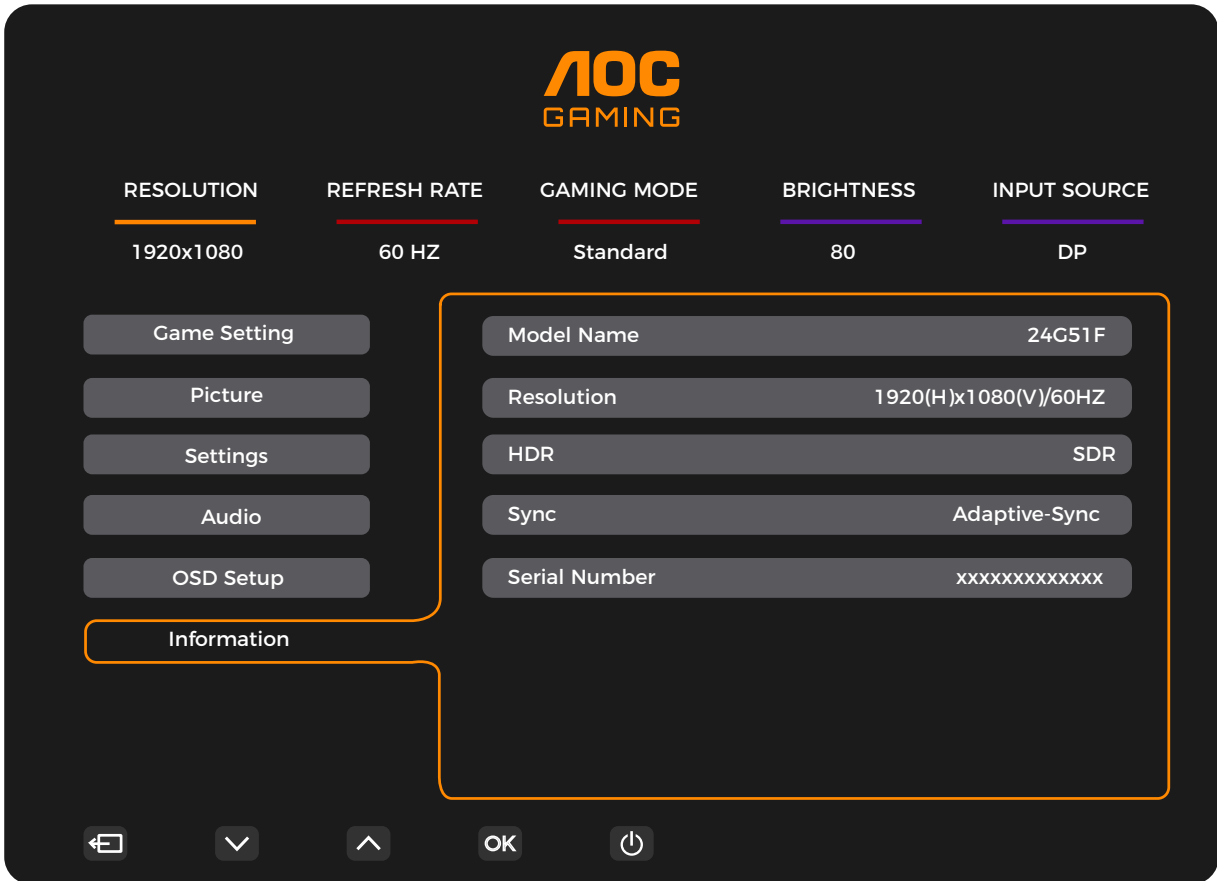 AOC
GAMING
RESOLUTION REFRESH RATE GAMING MODE BRIGHTNESS INPUT SOURCE
1920x1080 60 HZ Standard 80 DP
Game Setting
Model Name 24G51F
Picture
Resolution 1920(H)x1080(V)/60HZ
Settings
HDR SDR
Audio
Sync Adaptive-Sync
OSD Setup
Serial Number xxxxxxxxxxxxx
Information
OK